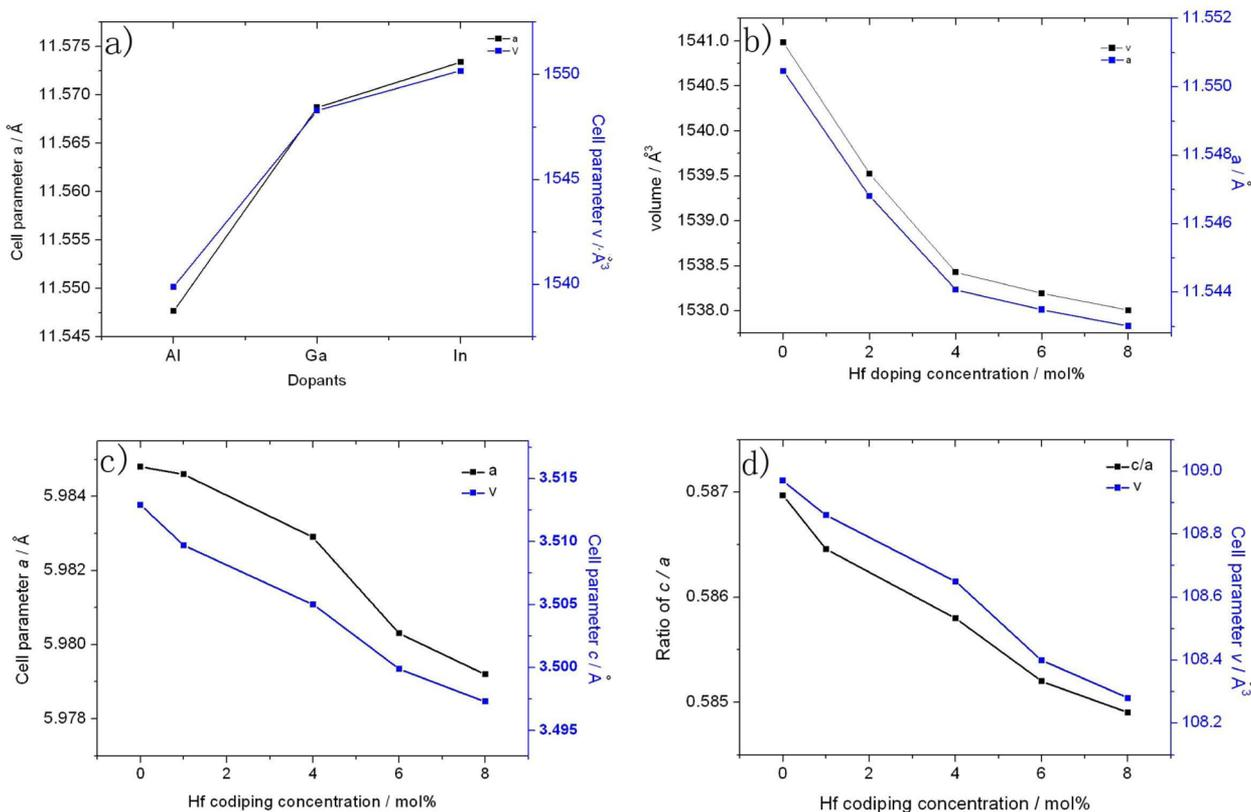 a)
a
V
11.575
11.570
11.565
11.560
11.555
11.550
11.545
Cell parameter a / Å
1550
1545
1540
Cell parameter v /·Å³
Al Ga In
Dopants
b)
v
a
1541.0
1540.5
1540.0
1539.5
1539.0
1538.5
1538.0
volume / Å³
11.552
11.550
11.548
11.546
11.544
a / Å
0 2 4 6 8
Hf doping concentration / mol%
c)
a
V
5.984
5.982
5.980
5.978
Cell parameter a / Å
3.515
3.510
3.505
3.500
3.495
Cell parameter c / Å
0 2 4 6 8
Hf codiping concentration / mol%
d)
c/a
V
0.587
0.586
0.585
Ratio of c / a
109.0
108.8
108.6
108.4
108.2
Cell parameter v/Å³
0 2 4 6 8
Hf codiping concentration / mol%